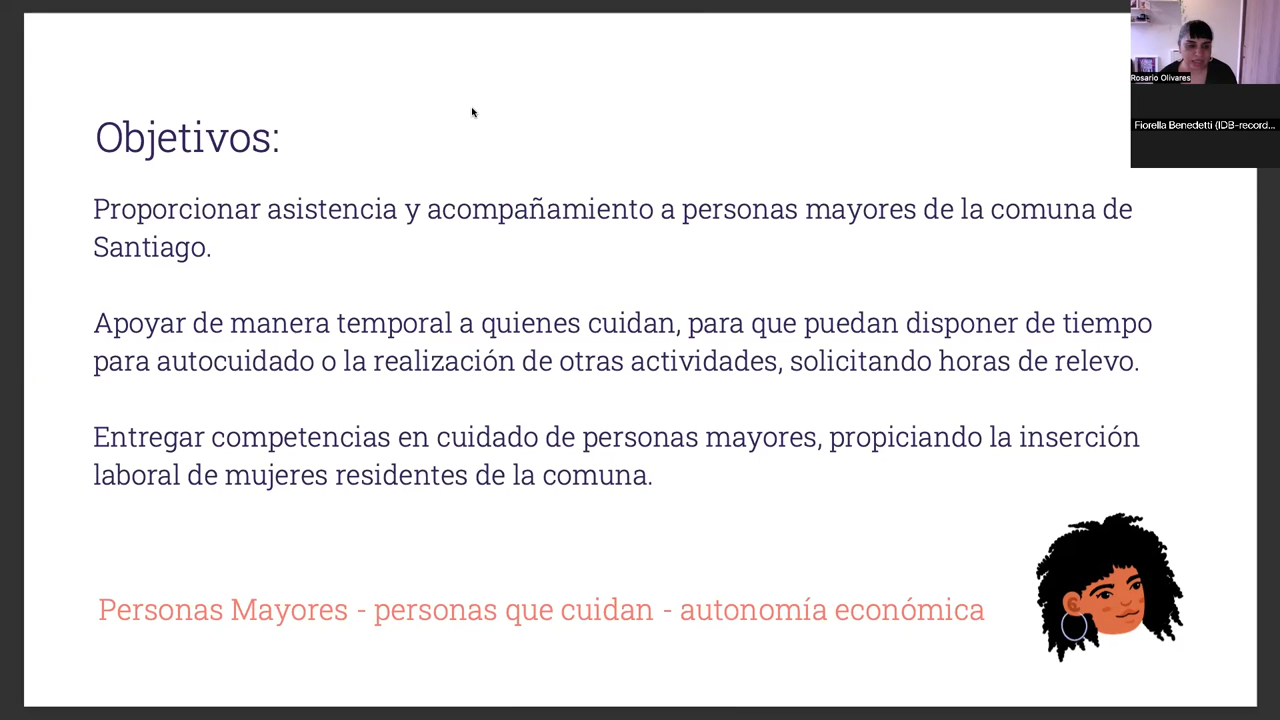 Objetivos:
Proporcionar asistencia y acompañamiento a personas mayores de la comuna de
Santiago.
Apoyar de manera temporal a quienes cuidan, para que puedan disponer de tiempo
para autocuidado o la realización de otras actividades, solicitando horas de relevo.
Entregar competencias en cuidado de personas mayores, propiciando la inserción
laboral de mujeres residentes de la comuna.
Personas Mayores - personas que cuidan - autonomía económica
Rosario Olivares
Fiorella Benedetti (IDB-record...